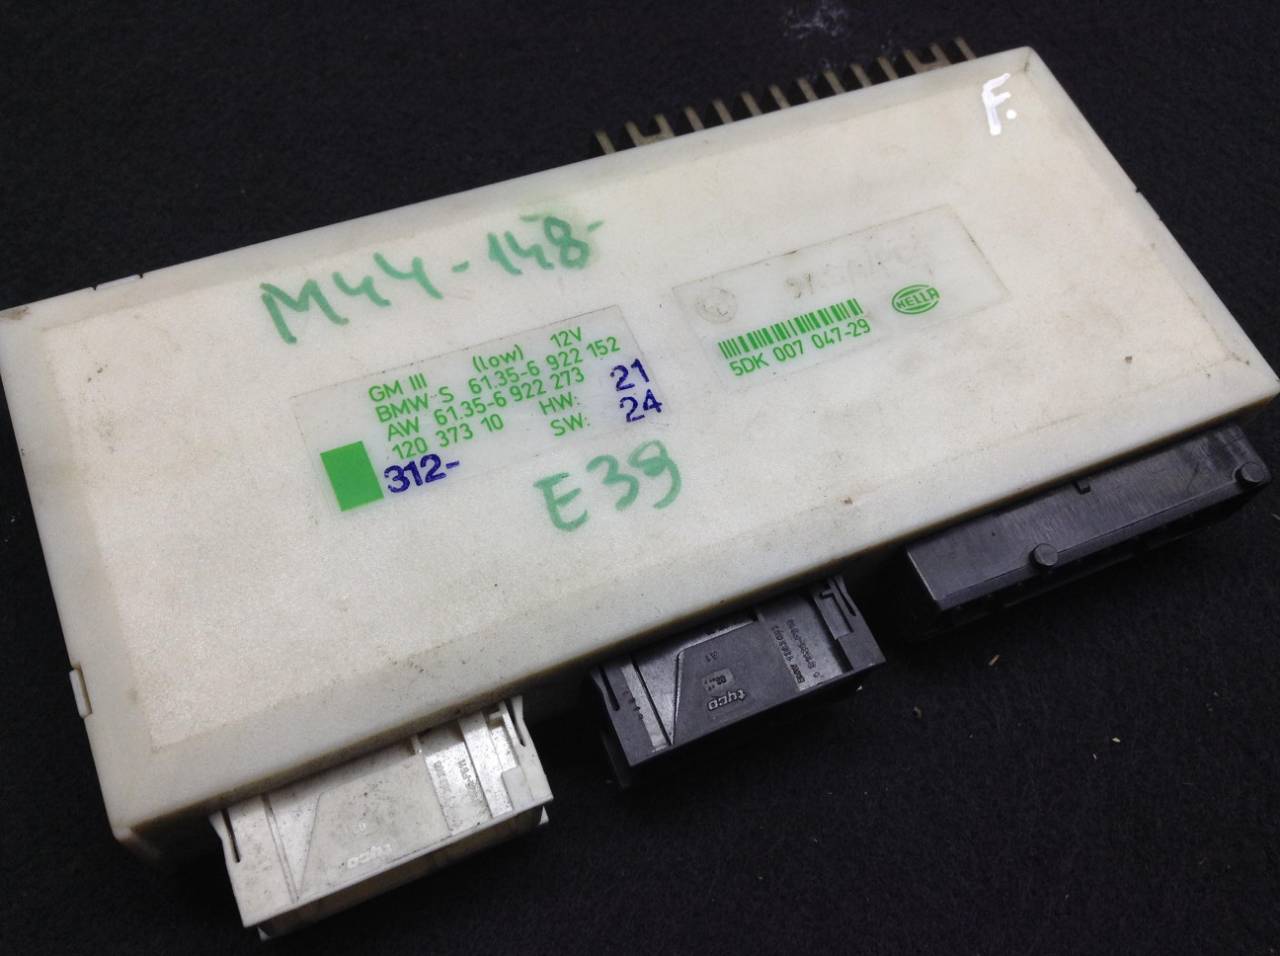 F.
M44-148-
GM III (low) 12V
BMW-S 61.35-6 922 152
AW 61.35-6 922 273
120 373 10 HW: 21
SW: 24
312-
5DK 007 047-29
HELLA
E39
tyco
tyco